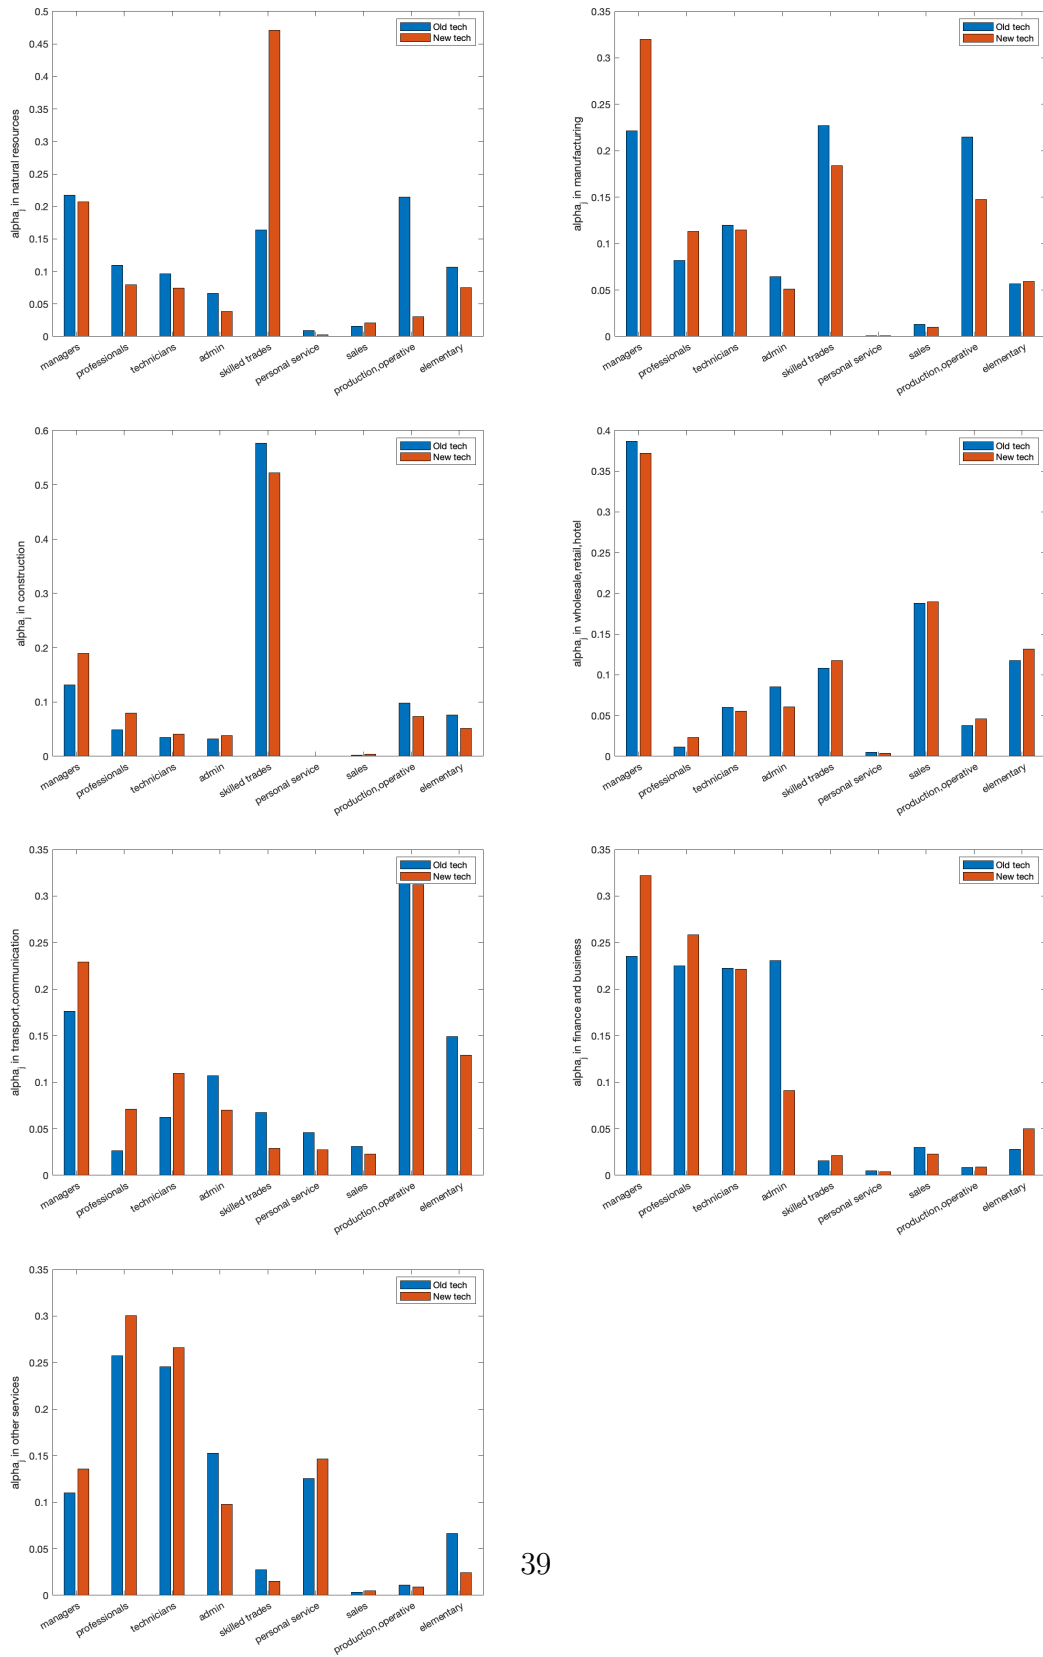 0.5
0.45
0.4
0.35
0.3
0.25
0.2
0.15
0.1
0.05
0
alpha_j in natural resources
Old tech
New tech
managers
professionals
technicians
admin
skilled trades
personal service
sales
production,operative
elementary
0.35
0.3
0.25
0.2
0.15
0.1
0.05
0
alpha_j in manufacturing
Old tech
New tech
managers
professionals
technicians
admin
skilled trades
personal service
sales
production,operative
elementary
0.6
0.5
0.4
0.3
0.2
0.1
0
alpha_j in construction
Old tech
New tech
managers
professionals
technicians
admin
skilled trades
personal service
sales
production,operative
elementary
0.4
0.35
0.3
0.25
0.2
0.15
0.1
0.05
0
alpha_j in wholesale,retail,hotel
Old tech
New tech
managers
professionals
technicians
admin
skilled trades
personal service
sales
production,operative
elementary
0.35
0.3
0.25
0.2
0.15
0.1
0.05
0
alpha_j in transport,communication
Old tech
New tech
managers
professionals
technicians
admin
skilled trades
personal service
sales
production,operative
elementary
0.35
0.3
0.25
0.2
0.15
0.1
0.05
0
alpha_j in finance and business
Old tech
New tech
managers
professionals
technicians
admin
skilled trades
personal service
sales
production,operative
elementary
0.35
0.3
0.25
0.2
0.15
0.1
0.05
0
alpha_j in other services
Old tech
New tech
managers
professionals
technicians
admin
skilled trades
personal service
sales
production,operative
elementary
39